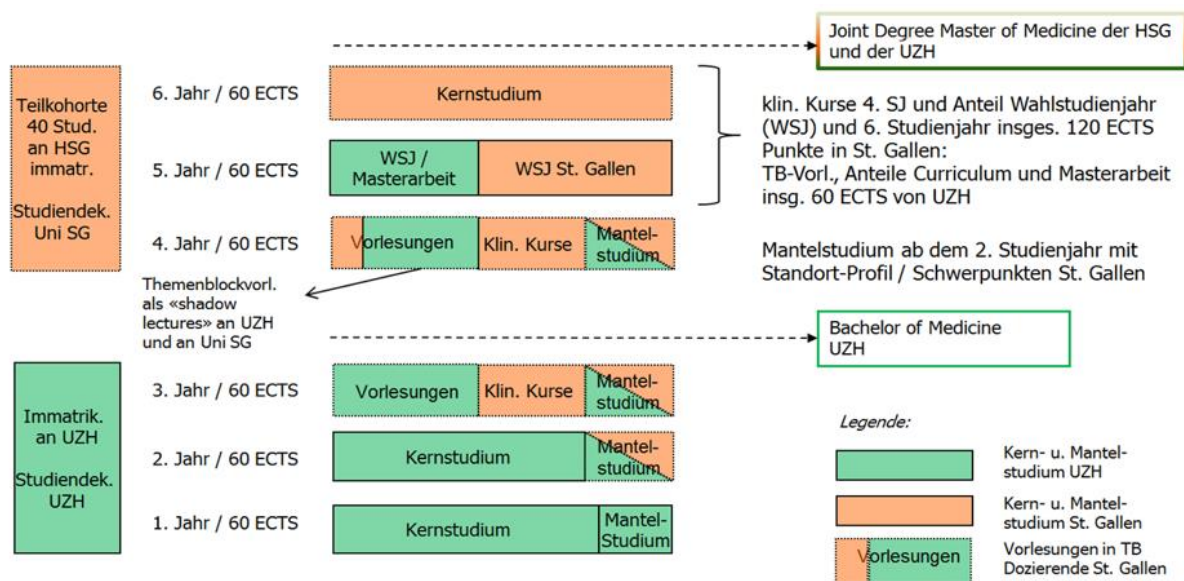 Joint Degree Master of Medicine der HSG
und der UZH
Teilkohorte
40 Stud.
an HSG
immatr.
Studiendek.
Uni SG
6. Jahr / 60 ECTS
Kernstudium
5. Jahr / 60 ECTS
WSJ /
Masterarbeit
WSJ St. Gallen
4. Jahr / 60 ECTS
Vorlesungen
Klin. Kurse
Mantel-
studium
klin. Kurse 4. SJ und Anteil Wahlstudienjahr
(WSJ) und 6. Studienjahr insges. 120 ECTS
Punkte in St. Gallen:
TB-Vorl., Anteile Curriculum und Masterarbeit
insg. 60 ECTS von UZH
Mantelstudium ab dem 2. Studienjahr mit
Standort-Profil / Schwerpunkten St. Gallen
Themenblockvorl.
als «shadow
lectures» an UZH
und an Uni SG
Bachelor of Medicine
UZH
Immatrik.
an UZH
Studiendek.
UZH
3. Jahr / 60 ECTS
Vorlesungen
Klin. Kurse
Mantel-
studium
2. Jahr / 60 ECTS
Kernstudium
Mantel-
studium
1. Jahr / 60 ECTS
Kernstudium
Mantel-
Studium
Legende:
Kern- u. Mantel-
studium UZH
Kern- u. Mantel-
studium St. Gallen
Vorlesungen
Vorlesungen in TB
Dozierende St. Gallen